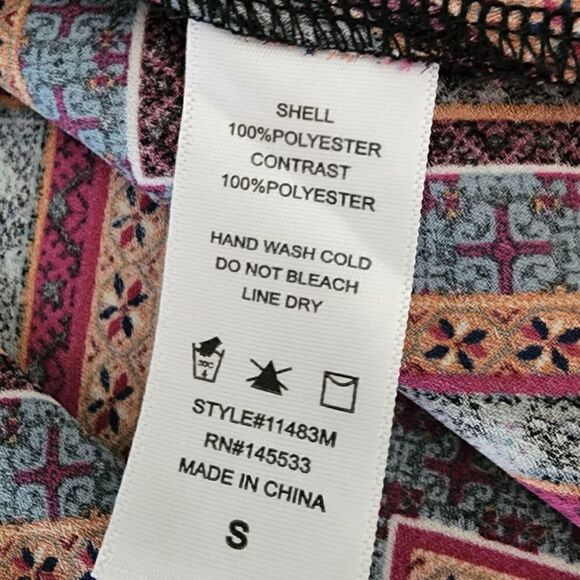 SHELL
100%POLYESTER
CONTRAST
100%POLYESTER
HAND WASH COLD
DO NOT BLEACH
LINE DRY
30C
STYLE#11483M
RN#145533
MADE IN CHINA
S